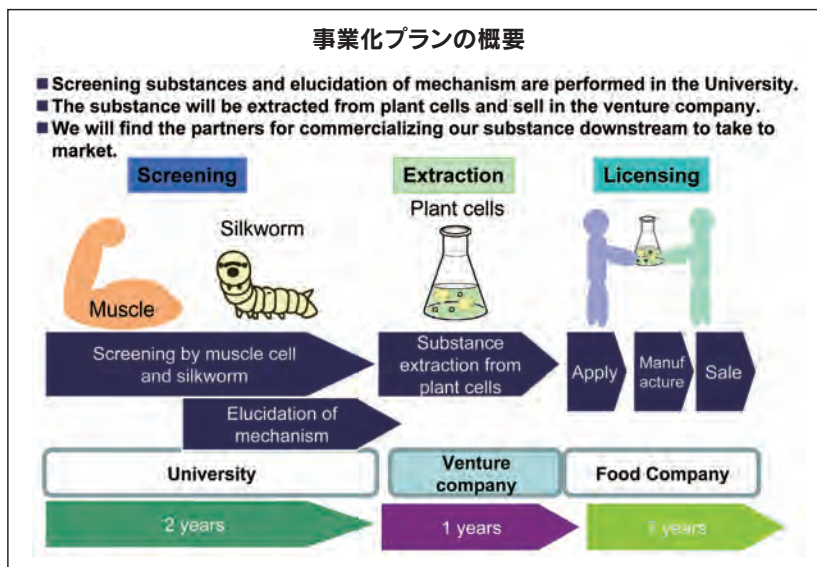 事業化プランの概要
■ Screening substances and elucidation of mechanism are performed in the University.
■ The substance will be extracted from plant cells and sell in the venture company.
■ We will find the partners for commercializing our substance downstream to take to
market.
Screening
Extraction
Licensing
Muscle
Silkworm
Plant cells
Screening by muscle cell
and silkworm
Substance
extraction from
plant cells
Apply
Manuf
acture
Sale
Elucidation of
mechanism
University
Venture
company
Food Company
2 years
1 years
years